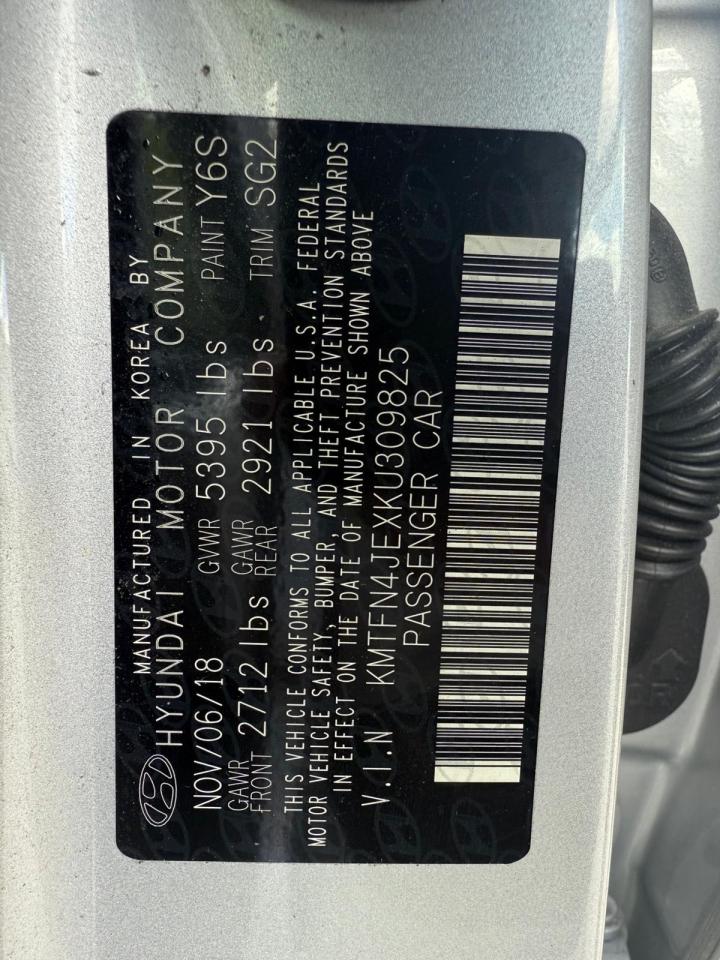 MANUFACTURED IN KOREA BY
HYUNDAI MOTOR COMPANY
NOV/06/18 GVWR 5395 lbs PAINT Y6S
GAWR FRONT 2712 lbs GAWR REAR 2921 lbs TRIM SG2
THIS VEHICLE CONFORMS TO ALL APPLICABLE U.S.A. FEDERAL
MOTOR VEHICLE SAFETY, BUMPER, AND THEFT PREVENTION STANDARDS
IN EFFECT ON THE DATE OF MANUFACTURE SHOWN ABOVE
V.I.N KMTFN4JEXKU309825
PASSENGER CAR